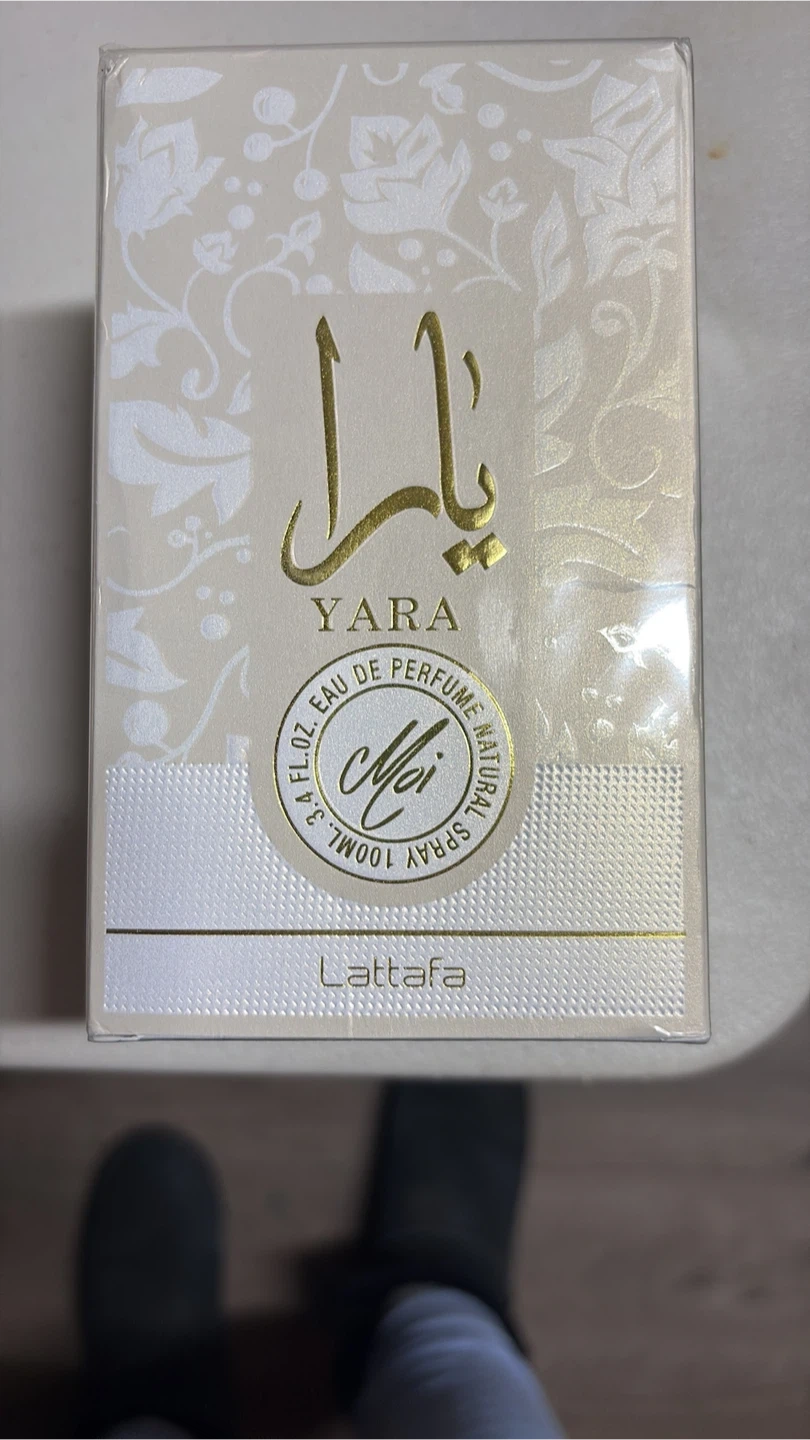 يارا
YARA
3.4 FL.OZ. EAU DE PERFUME NATURAL SPRAY 100ML.
Moi
Lattafa